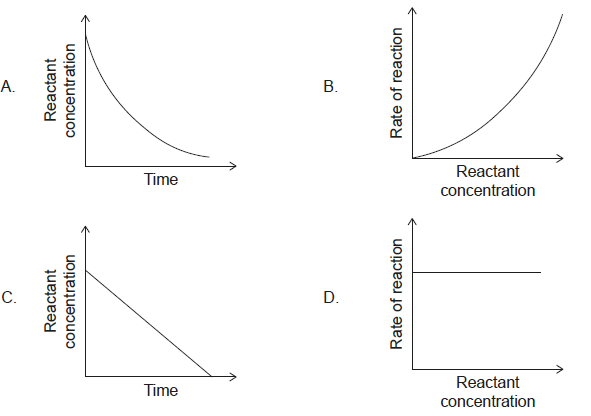 A.
Reactant
concentration
Time
B.
Rate of reaction
Reactant
concentration
C.
Reactant
concentration
Time
D.
Rate of reaction
Reactant
concentration